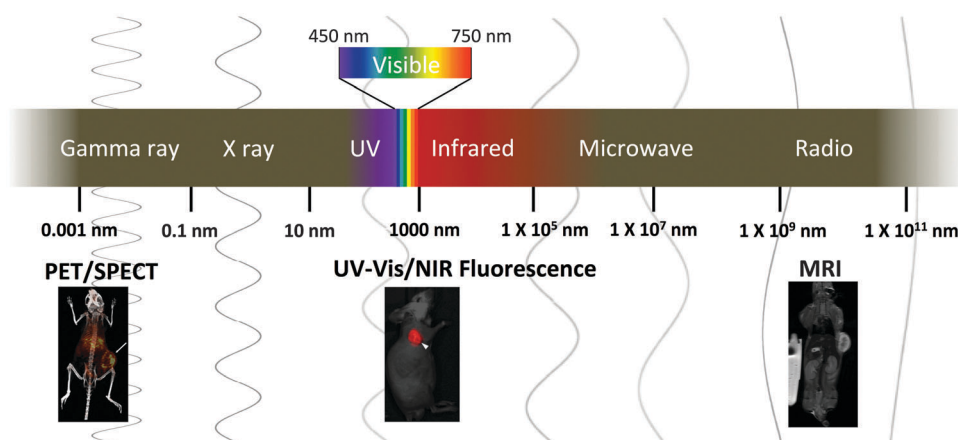 450 nm 750 nm
Visible
Gamma ray X ray UV Infrared Microwave Radio
0.001 nm 0.1 nm 10 nm 1000 nm 1 X 10⁵ nm 1 X 10⁷ nm 1 X 10⁹ nm 1 X 10¹¹ nm
PET/SPECT UV-Vis/NIR Fluorescence MRI